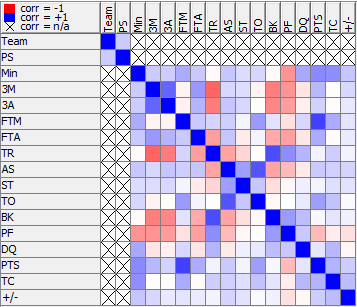 corr = -1
corr = +1
corr = n/a
Team
PS
Min
3M
3A
FTM
FTA
TR
AS
ST
TO
BK
PF
DQ
PTS
TC
+/-
Team
PS
Min
3M
3A
FTM
FTA
TR
AS
ST
TO
BK
PF
DQ
PTS
TC
+/-